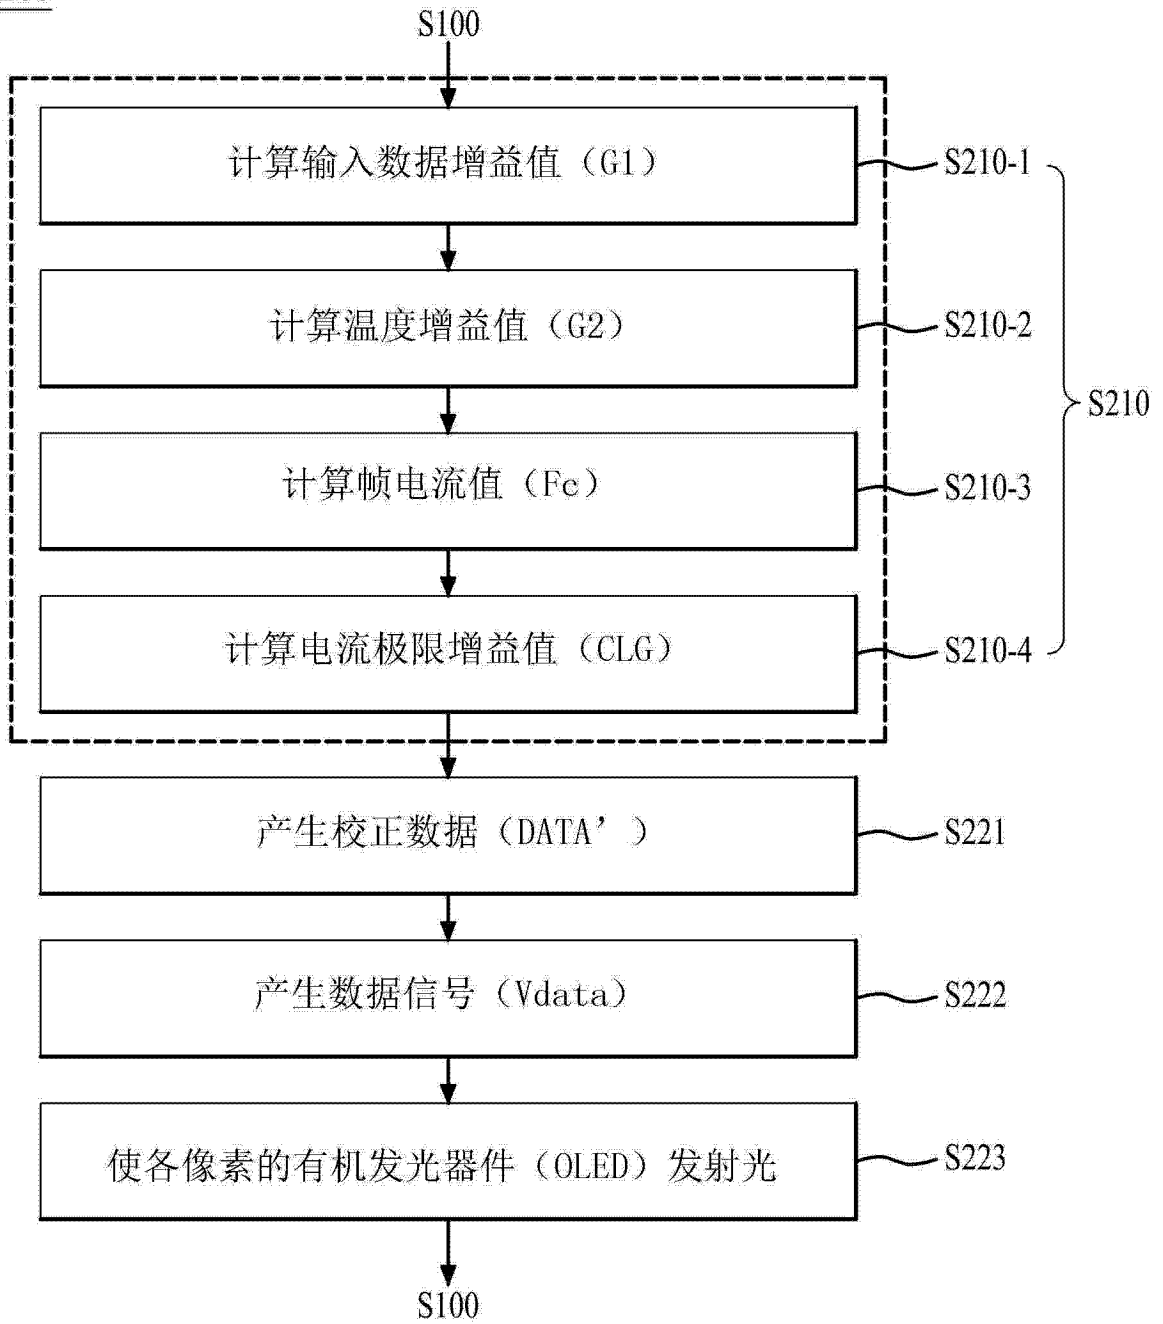 S100
计算输入数据增益值（G1）
S210-1
计算温度增益值（G2）
S210-2
S210
计算帧电流值（Fc）
S210-3
计算电流极限增益值（CLG）
S210-4
产生校正数据（DATA’）
S221
产生数据信号（Vdata）
S222
使各像素的有机发光器件（OLED）发射光
S223
S100